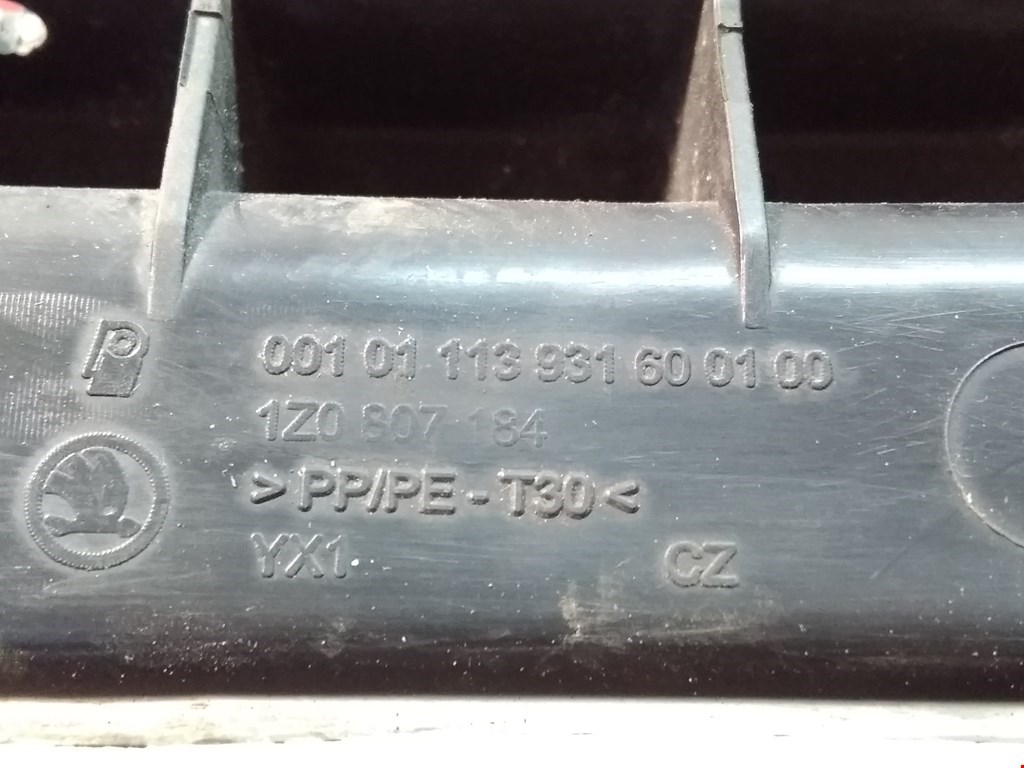 001 01 113 931 60 01 00
1Z0 807 184
>PP/PE-T30<
YX1 CZ